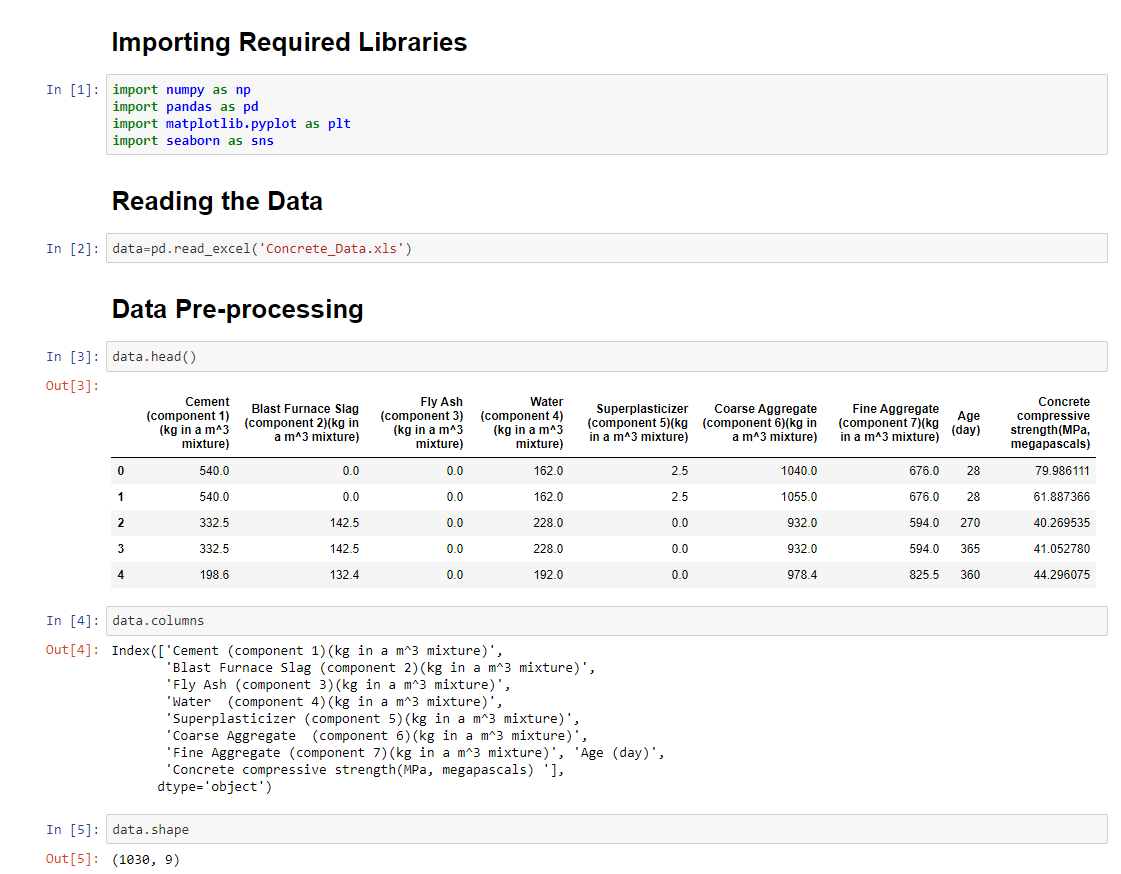 Importing Required Libraries
In [1]: import numpy as np
import pandas as pd
import matplotlib.pyplot as plt
import seaborn as sns
Reading the Data
In [2]: data=pd.read_excel('Concrete_Data.xls')
Data Pre-processing
In [3]: data.head()
Out[3]:
Cement (component 1) (kg in a m^3 mixture) Blast Furnace Slag (component 2)(kg in a m^3 mixture) Fly Ash (component 3) (kg in a m^3 mixture) Water (component 4) (kg in a m^3 mixture) Superplasticizer (component 5)(kg in a m^3 mixture) Coarse Aggregate (component 6)(kg in a m^3 mixture) Fine Aggregate (component 7)(kg in a m^3 mixture) Age (day) Concrete compressive strength(MPa, megapascals)
0 540.0 0.0 0.0 162.0 2.5 1040.0 676.0 28 79.986111
1 540.0 0.0 0.0 162.0 2.5 1055.0 676.0 28 61.887366
2 332.5 142.5 0.0 228.0 0.0 932.0 594.0 270 40.269535
3 332.5 142.5 0.0 228.0 0.0 932.0 594.0 365 41.052780
4 198.6 132.4 0.0 192.0 0.0 978.4 825.5 360 44.296075
In [4]: data.columns
Out[4]: Index(['Cement (component 1)(kg in a m^3 mixture)',
'Blast Furnace Slag (component 2)(kg in a m^3 mixture)',
'Fly Ash (component 3)(kg in a m^3 mixture)',
'Water  (component 4)(kg in a m^3 mixture)',
'Superplasticizer (component 5)(kg in a m^3 mixture)',
'Coarse Aggregate  (component 6)(kg in a m^3 mixture)',
'Fine Aggregate (component 7)(kg in a m^3 mixture)', 'Age (day)',
'Concrete compressive strength(MPa, megapascals) '],
dtype='object')
In [5]: data.shape
Out[5]: (1030, 9)